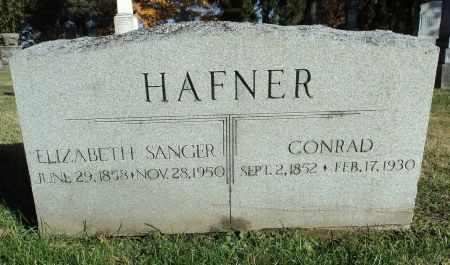 HAFNER
ELIZABETH SANGER
JUNE 29, 1858 + NOV. 28, 1950
CONRAD
SEPT. 2, 1852 + FEB. 17, 1930